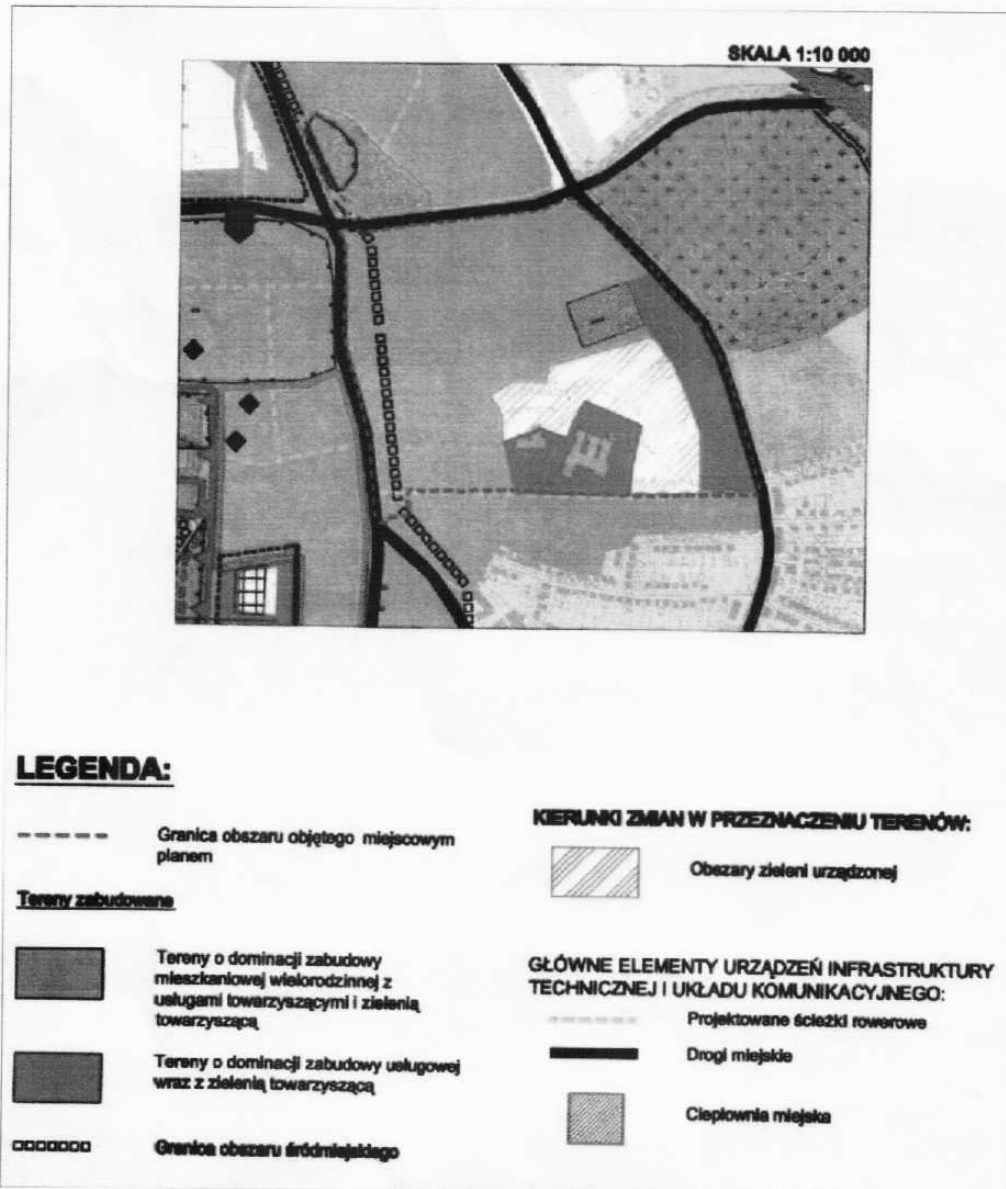 SKALA 1:10 000
LEGENDA:
Granica obszaru objętego miejscowym
planem
Tereny zabudowane
Tereny o dominacji zabudowy
mieszkaniowej wielorodzinnej z
usługami towarzyszącymi i zielenią
towarzyszącą
Tereny o dominacji zabudowy usługowej
wraz z zielenią towarzyszącą
Granica obszaru śródmiejskiego
KIERUNKI ZMIAN W PRZEZNACZENIU TERENÓW:
Obszary zieleni urządzonej
GŁÓWNE ELEMENTY URZĄDZEŃ INFRASTRUKTURY
TECHNICZNEJ I UKŁADU KOMUNIKACYJNEGO:
Projektowane ścieżki rowerowe
Drogi miejskie
Ciepłownia miejska